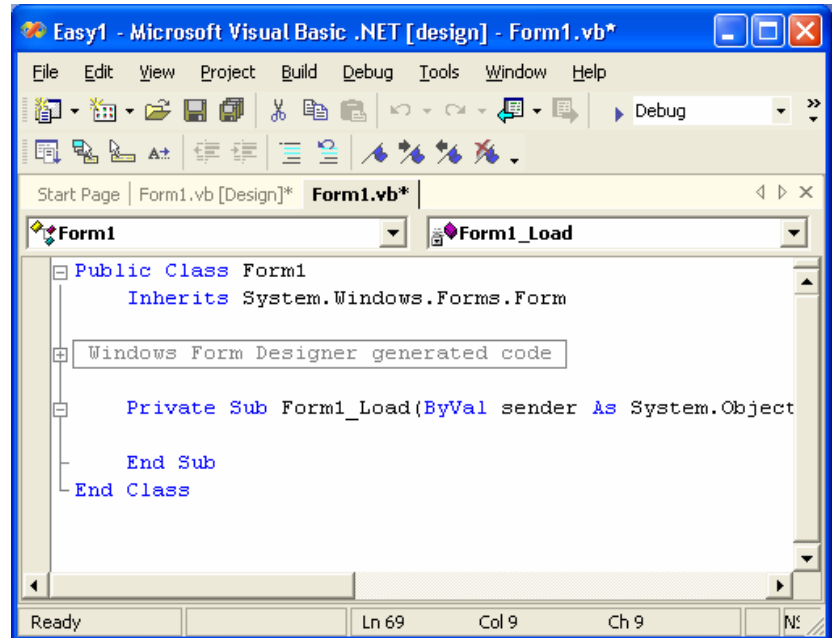 Easy1 - Microsoft Visual Basic .NET [design] - Form1.vb*
File Edit View Project Build Debug Tools Window Help
Debug
Start Page Form1.vb [Design]* Form1.vb*
Form1 Form1_Load
Public Class Form1
Inherits System.Windows.Forms.Form
Windows Form Designer generated code
Private Sub Form1_Load(ByVal sender As System.Object
End Sub
End Class
Ready Ln 69 Col 9 Ch 9